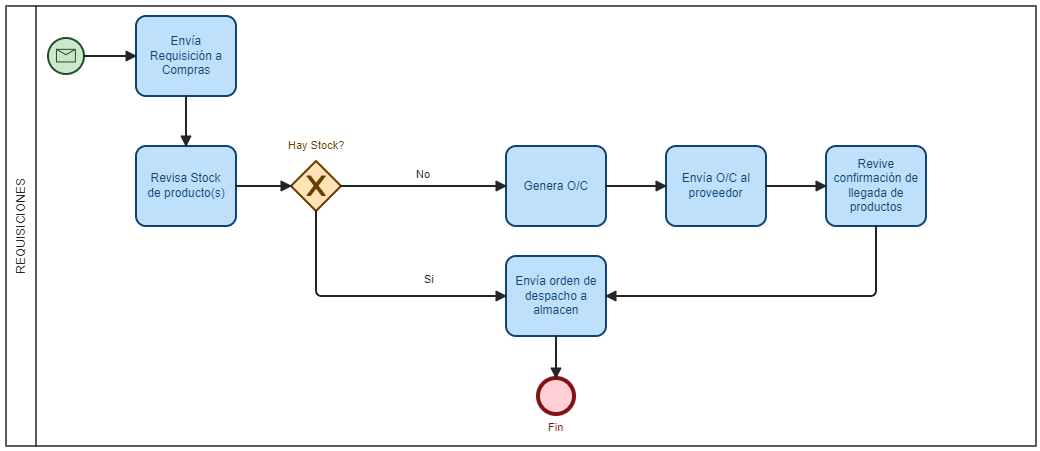 REQUISICIONES
Envía
Requisición a
Compras
Revisa Stock
de producto(s)
Hay Stock?
No
Genera O/C
Envía O/C al
proveedor
Revive
confirmación de
llegada de
productos
Si
Envía orden de
despacho a
almacen
Fin